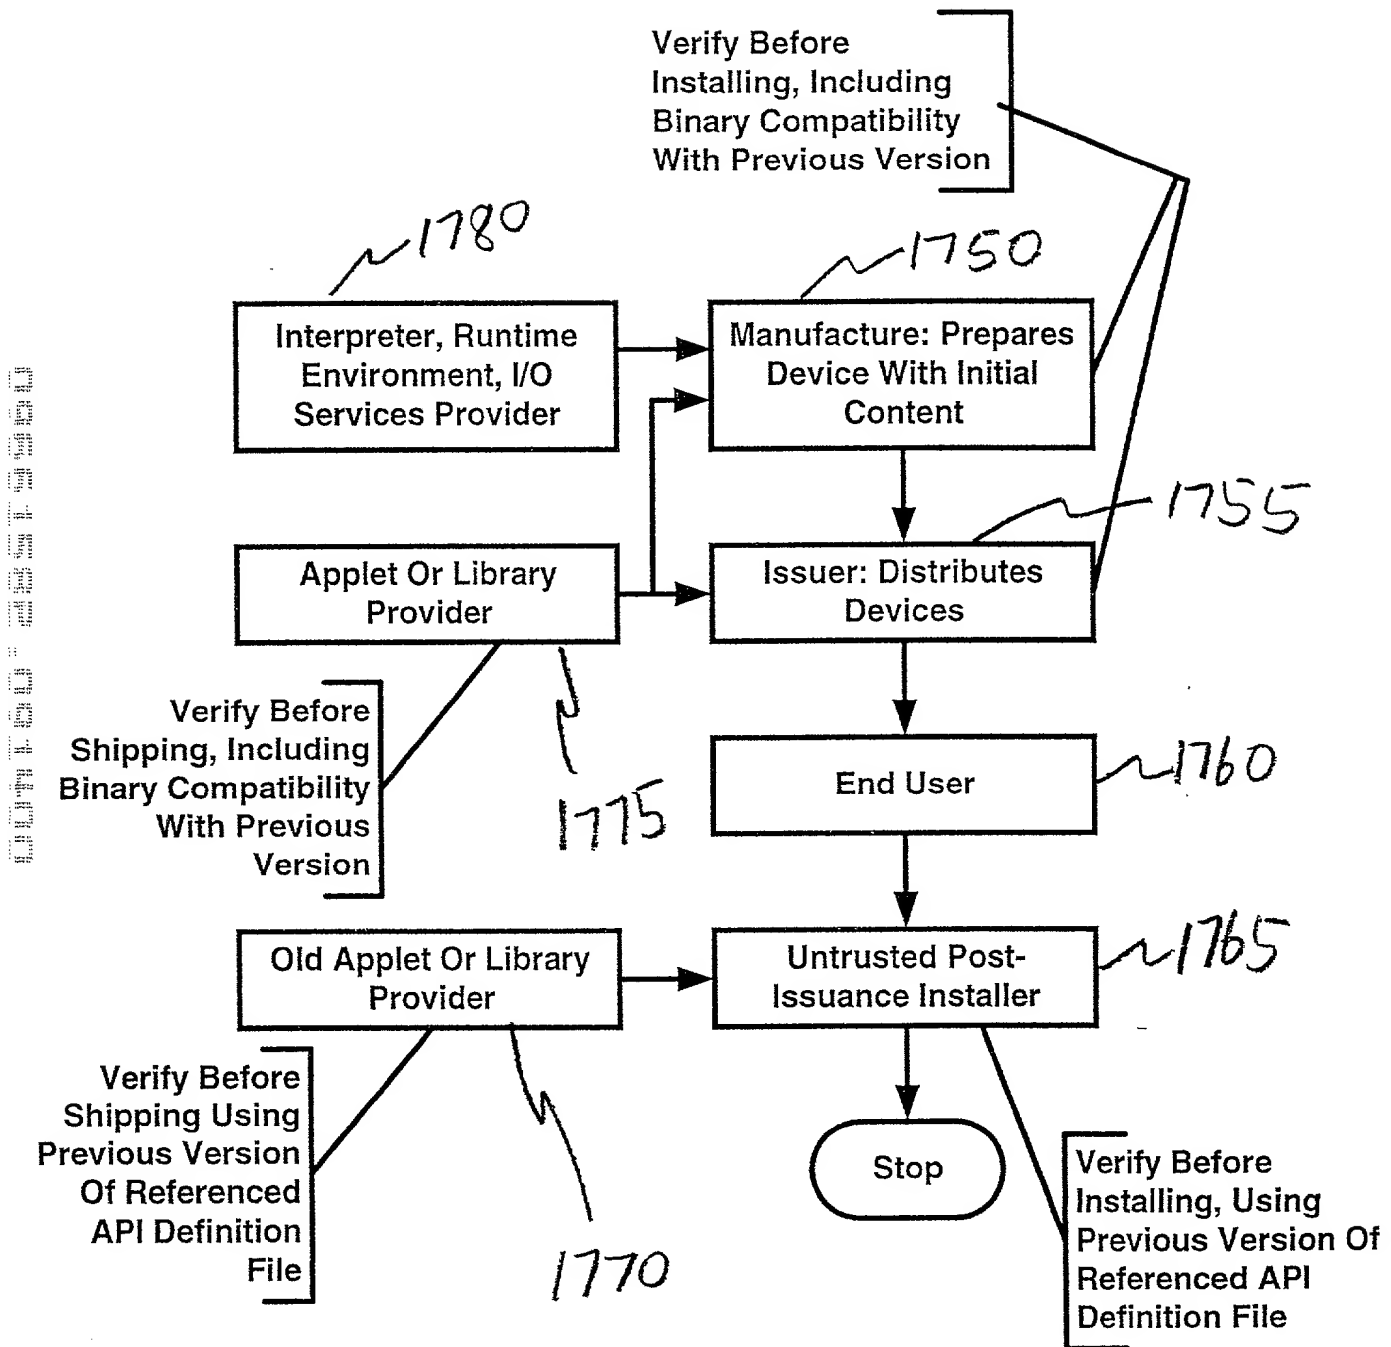 Verify Before
Installing, Including
Binary Compatibility
With Previous Version
1780
1750
Interpreter, Runtime
Environment, I/O
Services Provider
Manufacture: Prepares
Device With Initial
Content
1755
Applet Or Library
Provider
Issuer: Distributes
Devices
Verify Before
Shipping, Including
Binary Compatibility
With Previous
Version
1775
End User
1760
Old Applet Or Library
Provider
Untrusted Post-
Issuance Installer
1765
Verify Before
Shipping Using
Previous Version
Of Referenced
API Definition
File
1770
Stop
Verify Before
Installing, Using
Previous Version Of
Referenced API
Definition File